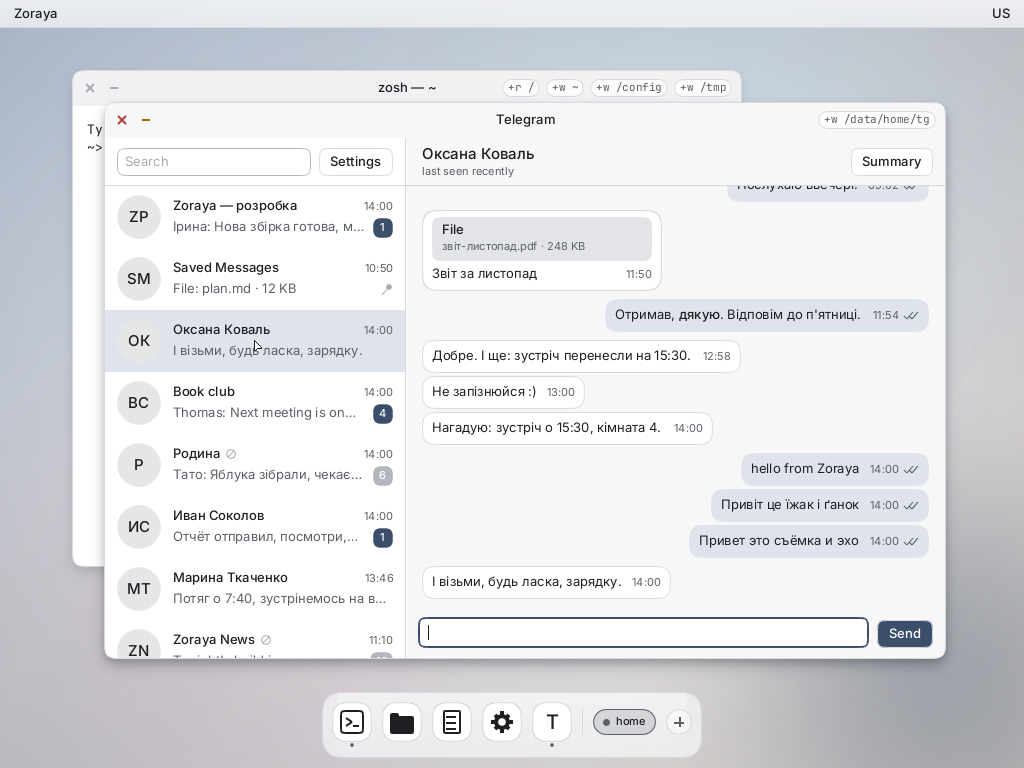 Zoraya
US
zosh — ~
+r /
+w ~
+w /config
+w /tmp
Ty
~>
Telegram
+w /data/home/tg
Search
Settings
ZP
Zoraya — розробка
14:00
Ірина: Нова збірка готова, м...
1
SM
Saved Messages
10:50
File: plan.md · 12 KB
OK
Оксана Коваль
14:00
І візьми, будь ласка, зарядку.
BC
Book club
14:00
Thomas: Next meeting is on...
4
Р
Родина
14:00
Тато: Яблука зібрали, чекає...
6
ИС
Иван Соколов
14:00
Отчёт отправил, посмотри,...
1
МТ
Марина Ткаченко
13:46
Потяг о 7:40, зустрінемось на в...
ZN
Zoraya News
11:10
Оксана Коваль
last seen recently
Summary
Послухаю ввечері. 09:02
File
звіт-листопад.pdf · 248 KB
Звіт за листопад 11:50
Отримав, дякую. Відповім до п'ятниці. 11:54
Добре. І ще: зустріч перенесли на 15:30. 12:58
Не запізнюйся :) 13:00
Нагадую: зустріч о 15:30, кімната 4. 14:00
hello from Zoraya 14:00
Привіт це їжак і ґанок 14:00
Привет это съёмка и эхо 14:00
І візьми, будь ласка, зарядку. 14:00
Send
T
home